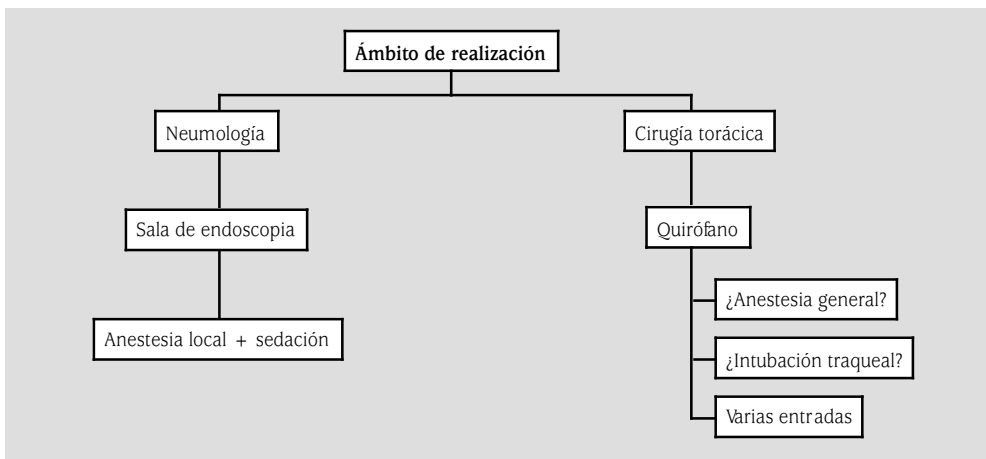 Ámbito de realización
Neumología
Cirugía torácica
Sala de endoscopia
Quirófano
¿Anestesia general?
Anestesia local + sedación
¿Intubación traqueal?
Varias entradas